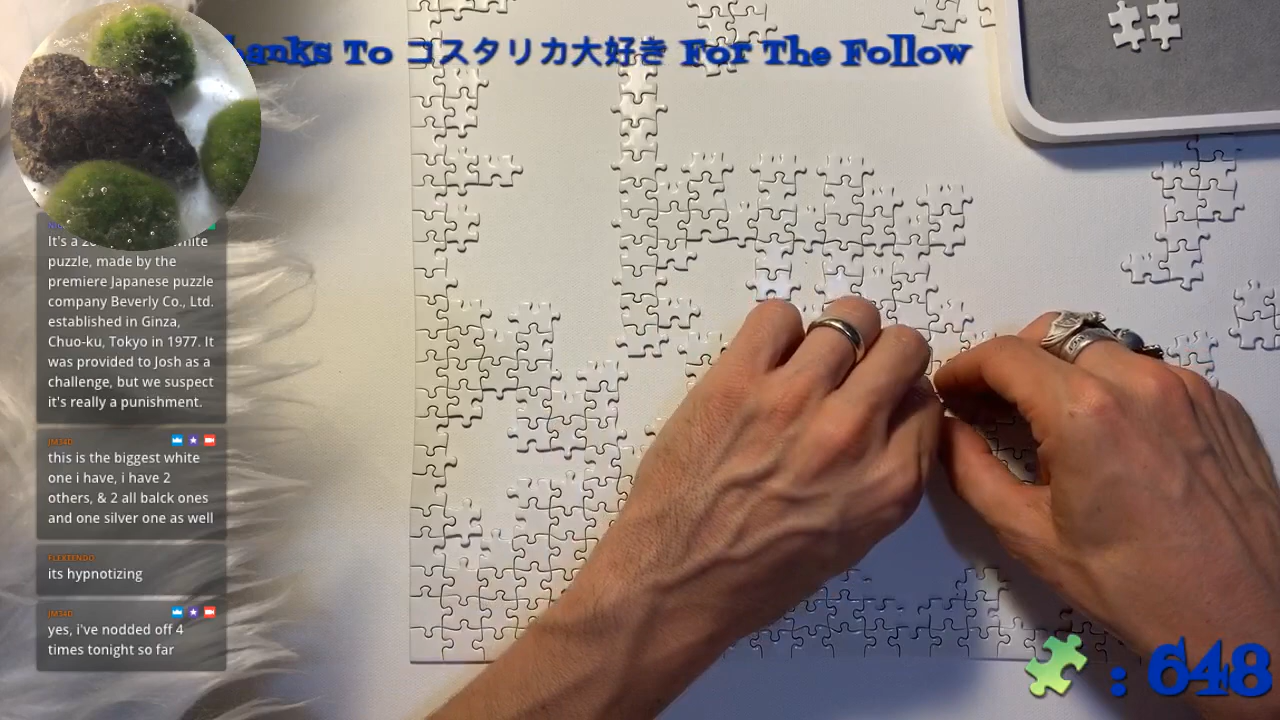 Thanks To コスタリカ大好き For The Follow
puzzle, made by the
premiere Japanese puzzle
company Beverly Co., Ltd.
established in Ginza,
Chuo-ku, Tokyo in 1977. It
was provided to Josh as a
challenge, but we suspect
it's really a punishment.
JM34D
this is the biggest white
one i have, i have 2
others, & 2 all balck ones
and one silver one as well
its hypnotizing
JM34D
yes, i've nodded off 4
times tonight so far
: 648